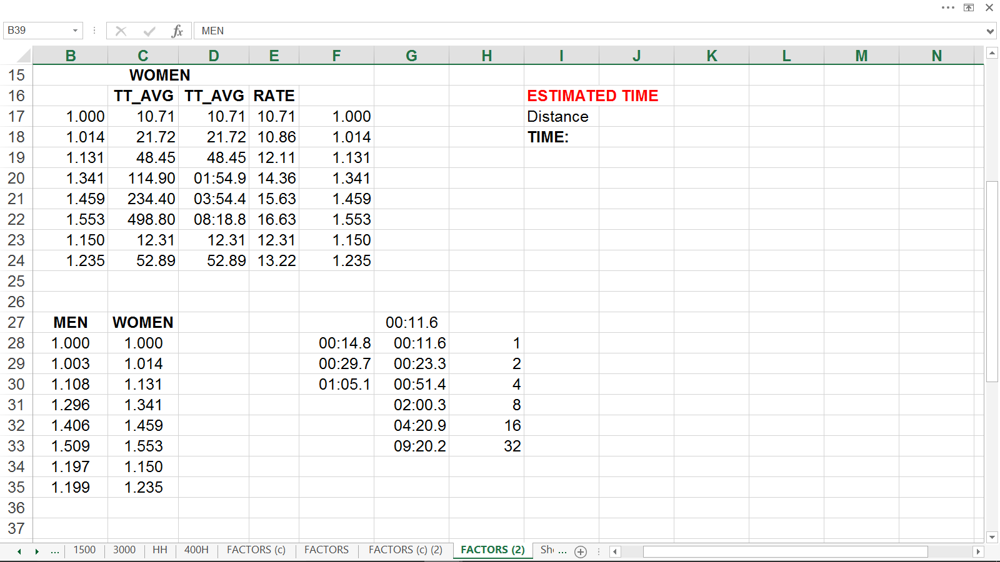 B39 fx MEN
B C D E F G H I J K L M N
15 WOMEN
16 TT_AVG TT_AVG RATE ESTIMATED TIME
17 1.000 10.71 10.71 10.71 1.000 Distance
18 1.014 21.72 21.72 10.86 1.014 TIME:
19 1.131 48.45 48.45 12.11 1.131
20 1.341 114.90 01:54.9 14.36 1.341
21 1.459 234.40 03:54.4 15.63 1.459
22 1.553 498.80 08:18.8 16.63 1.553
23 1.150 12.31 12.31 12.31 1.150
24 1.235 52.89 52.89 13.22 1.235
25
26
27 MEN WOMEN 00:11.6
28 1.000 1.000 00:14.8 00:11.6 1
29 1.003 1.014 00:29.7 00:23.3 2
30 1.108 1.131 01:05.1 00:51.4 4
31 1.296 1.341 02:00.3 8
32 1.406 1.459 04:20.9 16
33 1.509 1.553 09:20.2 32
34 1.197 1.150
35 1.199 1.235
36
37
... 1500 3000 HH 400H FACTORS (c) FACTORS FACTORS (c) (2) FACTORS (2) Sh ...